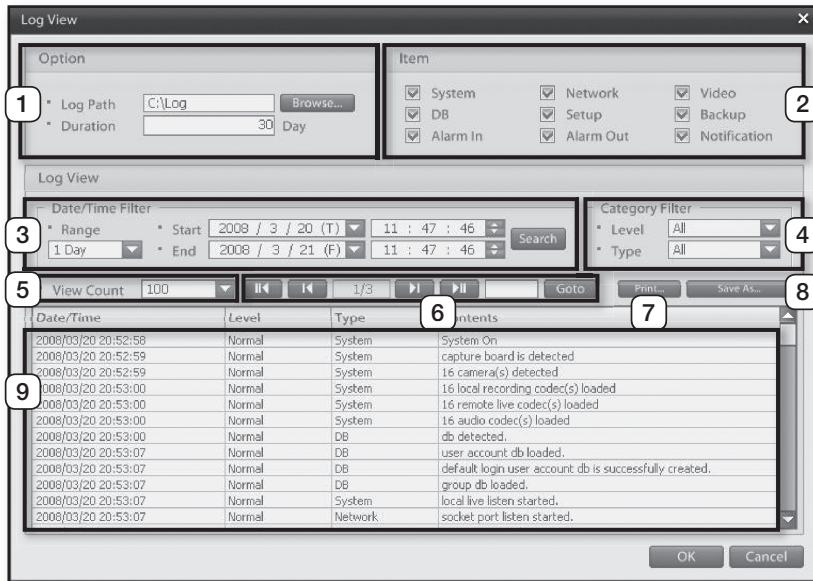 Log View
Option
Item
1
Log Path C:\Log Browse...
Duration 30 Day
System Network Video
DB Setup Backup
Alarm In Alarm Out Notification
2
Log View
Date/Time Filter
3
Range Start 2008 / 3 / 20 (T) 11 : 47 : 46
1 Day End 2008 / 3 / 21 (F) 11 : 47 : 46
Search
Category Filter
Level All
Type All
4
5
View Count 100
1/3 Goto
6
Print...
7
Save As...
8
Date/Time Level Type ontents
9
2008/03/20 20:52:58 Normal System System On
2008/03/20 20:52:59 Normal System capture board is detected
2008/03/20 20:52:59 Normal System 16 camera(s) detected
2008/03/20 20:53:00 Normal System 16 local recording codec(s) loaded
2008/03/20 20:53:00 Normal System 16 remote live codec(s) loaded
2008/03/20 20:53:00 Normal System 16 audio codec(s) loaded
2008/03/20 20:53:00 Normal DB db detected.
2008/03/20 20:53:07 Normal DB user account db loaded.
2008/03/20 20:53:07 Normal DB default login user account db is successfully created.
2008/03/20 20:53:07 Normal DB group db loaded.
2008/03/20 20:53:07 Normal System local live listen started.
2008/03/20 20:53:07 Normal Network socket port listen started.
OK Cancel